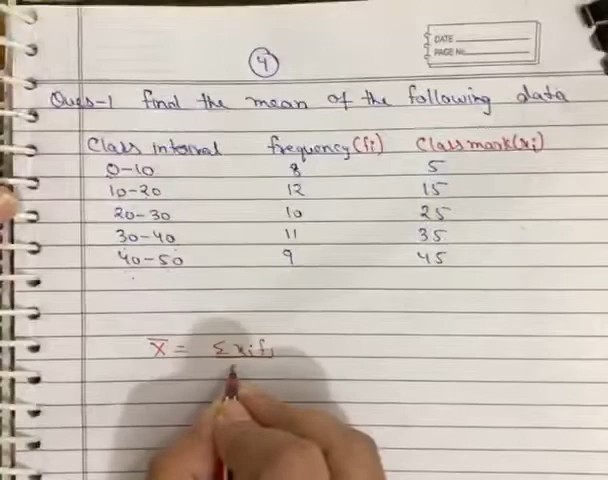 DATE
PAGE No.
4
Ques-1 find the mean of the following data
Class interval frequency(fi) Class mark(xi)
0-10 8 5
10-20 12 15
20-30 10 25
30-40 11 35
40-50 9 45
X̅ = Σxifi